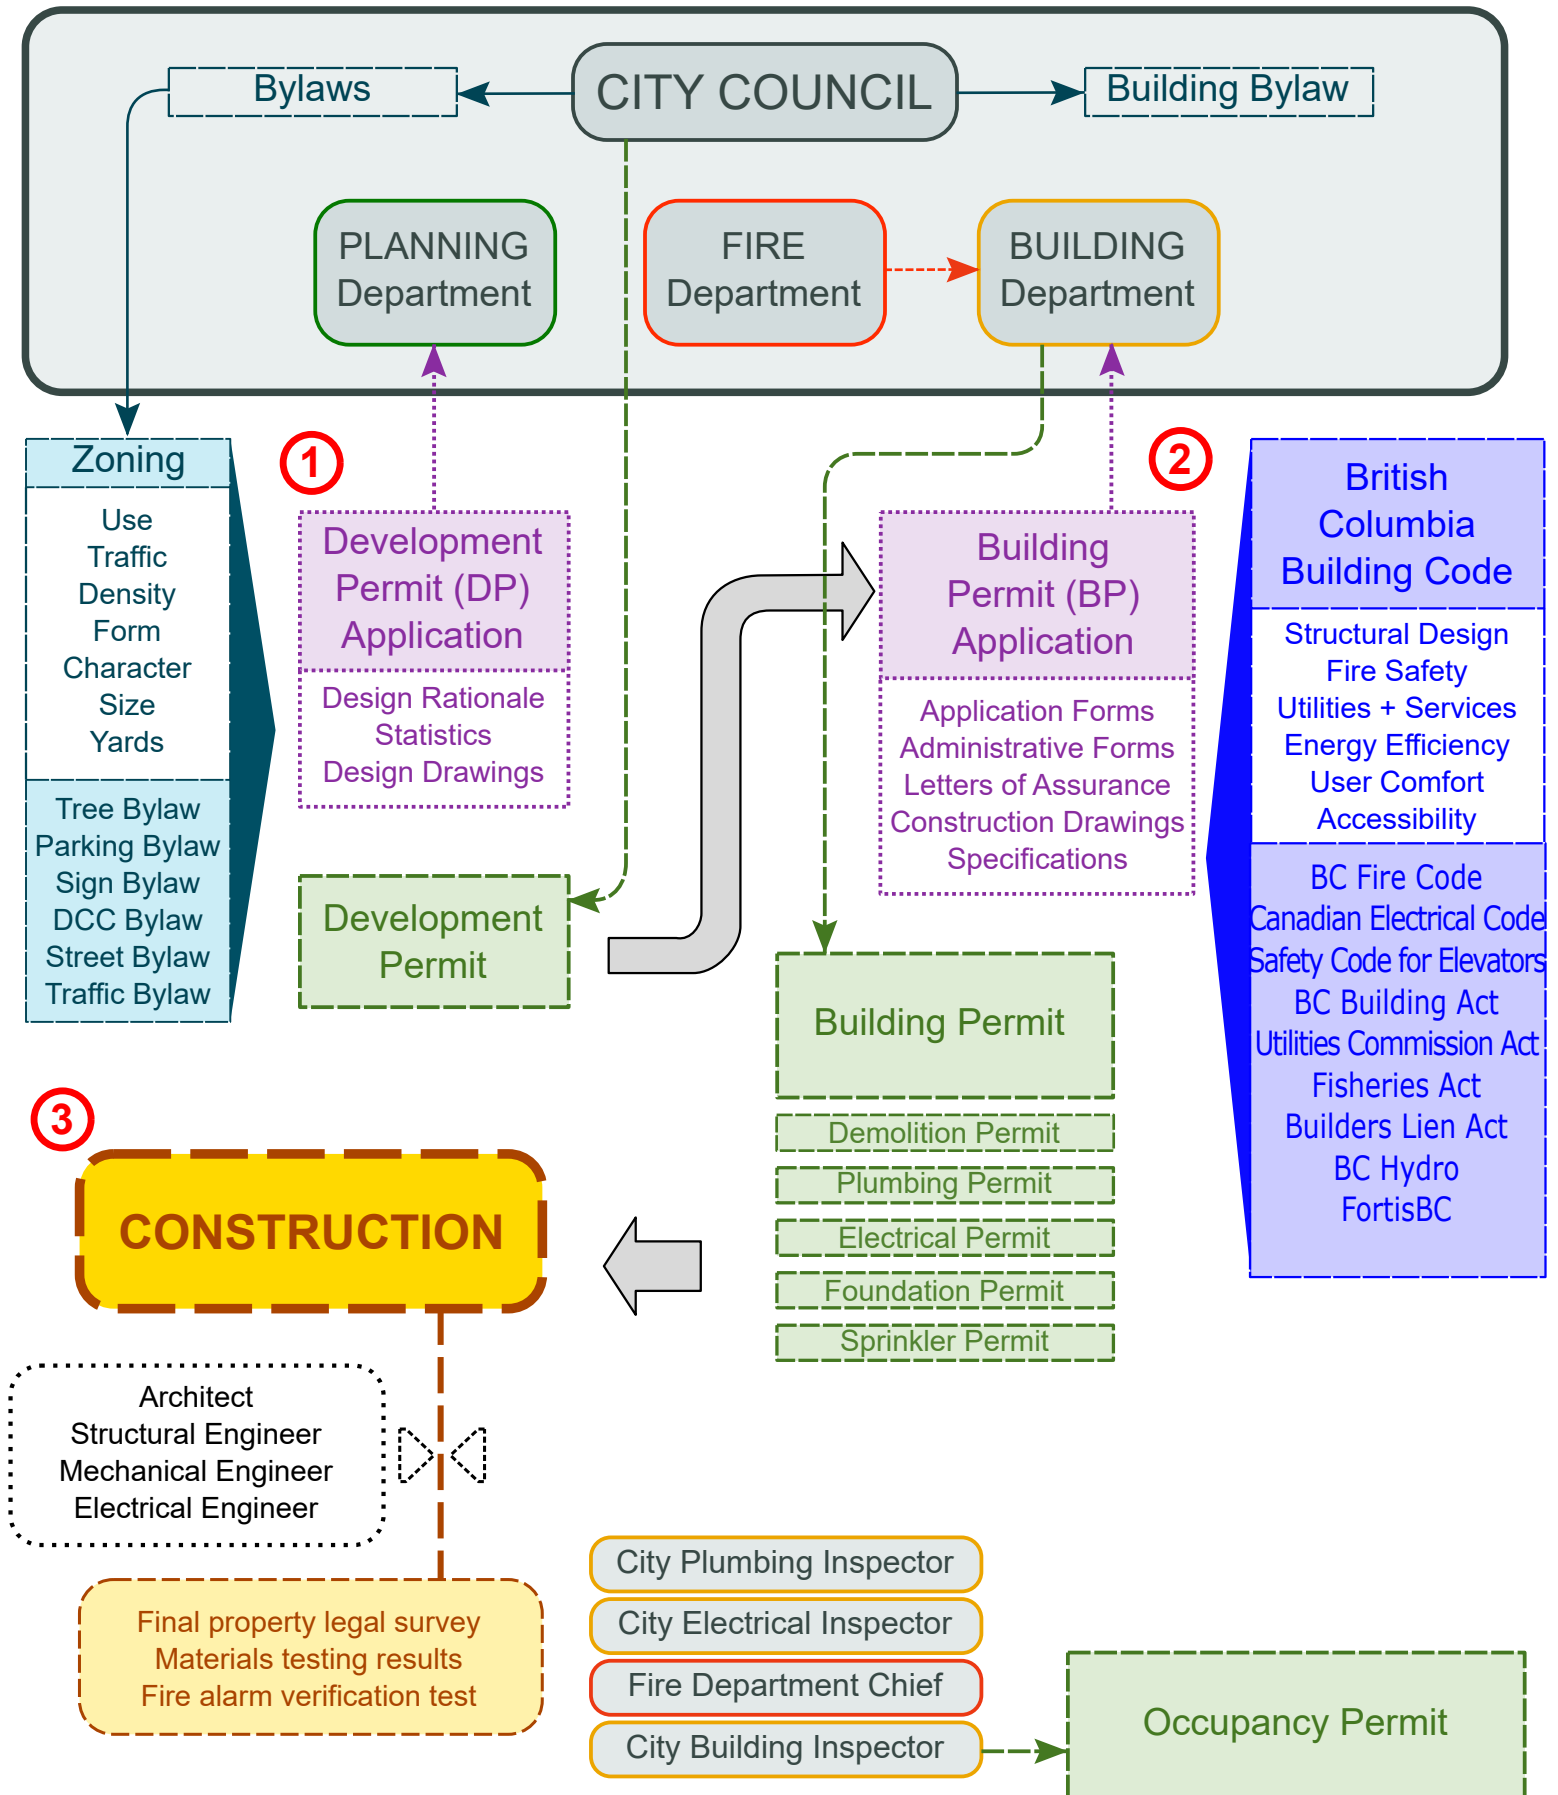 Bylaws
CITY COUNCIL
Building Bylaw
PLANNING
Department
FIRE
Department
BUILDING
Department
Zoning
Use
Traffic
Density
Form
Character
Size
Yards
Tree Bylaw
Parking Bylaw
Sign Bylaw
DCC Bylaw
Street Bylaw
Traffic Bylaw
1
Development
Permit (DP)
Application
Design Rationale
Statistics
Design Drawings
Development
Permit
2
Building
Permit (BP)
Application
Application Forms
Administrative Forms
Letters of Assurance
Construction Drawings
Specifications
British
Columbia
Building Code
Structural Design
Fire Safety
Utilities + Services
Energy Efficiency
User Comfort
Accessibility
BC Fire Code
Canadian Electrical Code
Safety Code for Elevators
BC Building Act
Utilities Commission Act
Fisheries Act
Builders Lien Act
BC Hydro
FortisBC
Building Permit
Demolition Permit
Plumbing Permit
Electrical Permit
Foundation Permit
Sprinkler Permit
3
CONSTRUCTION
Architect
Structural Engineer
Mechanical Engineer
Electrical Engineer
Final property legal survey
Materials testing results
Fire alarm verification test
City Plumbing Inspector
City Electrical Inspector
Fire Department Chief
City Building Inspector
Occupancy Permit